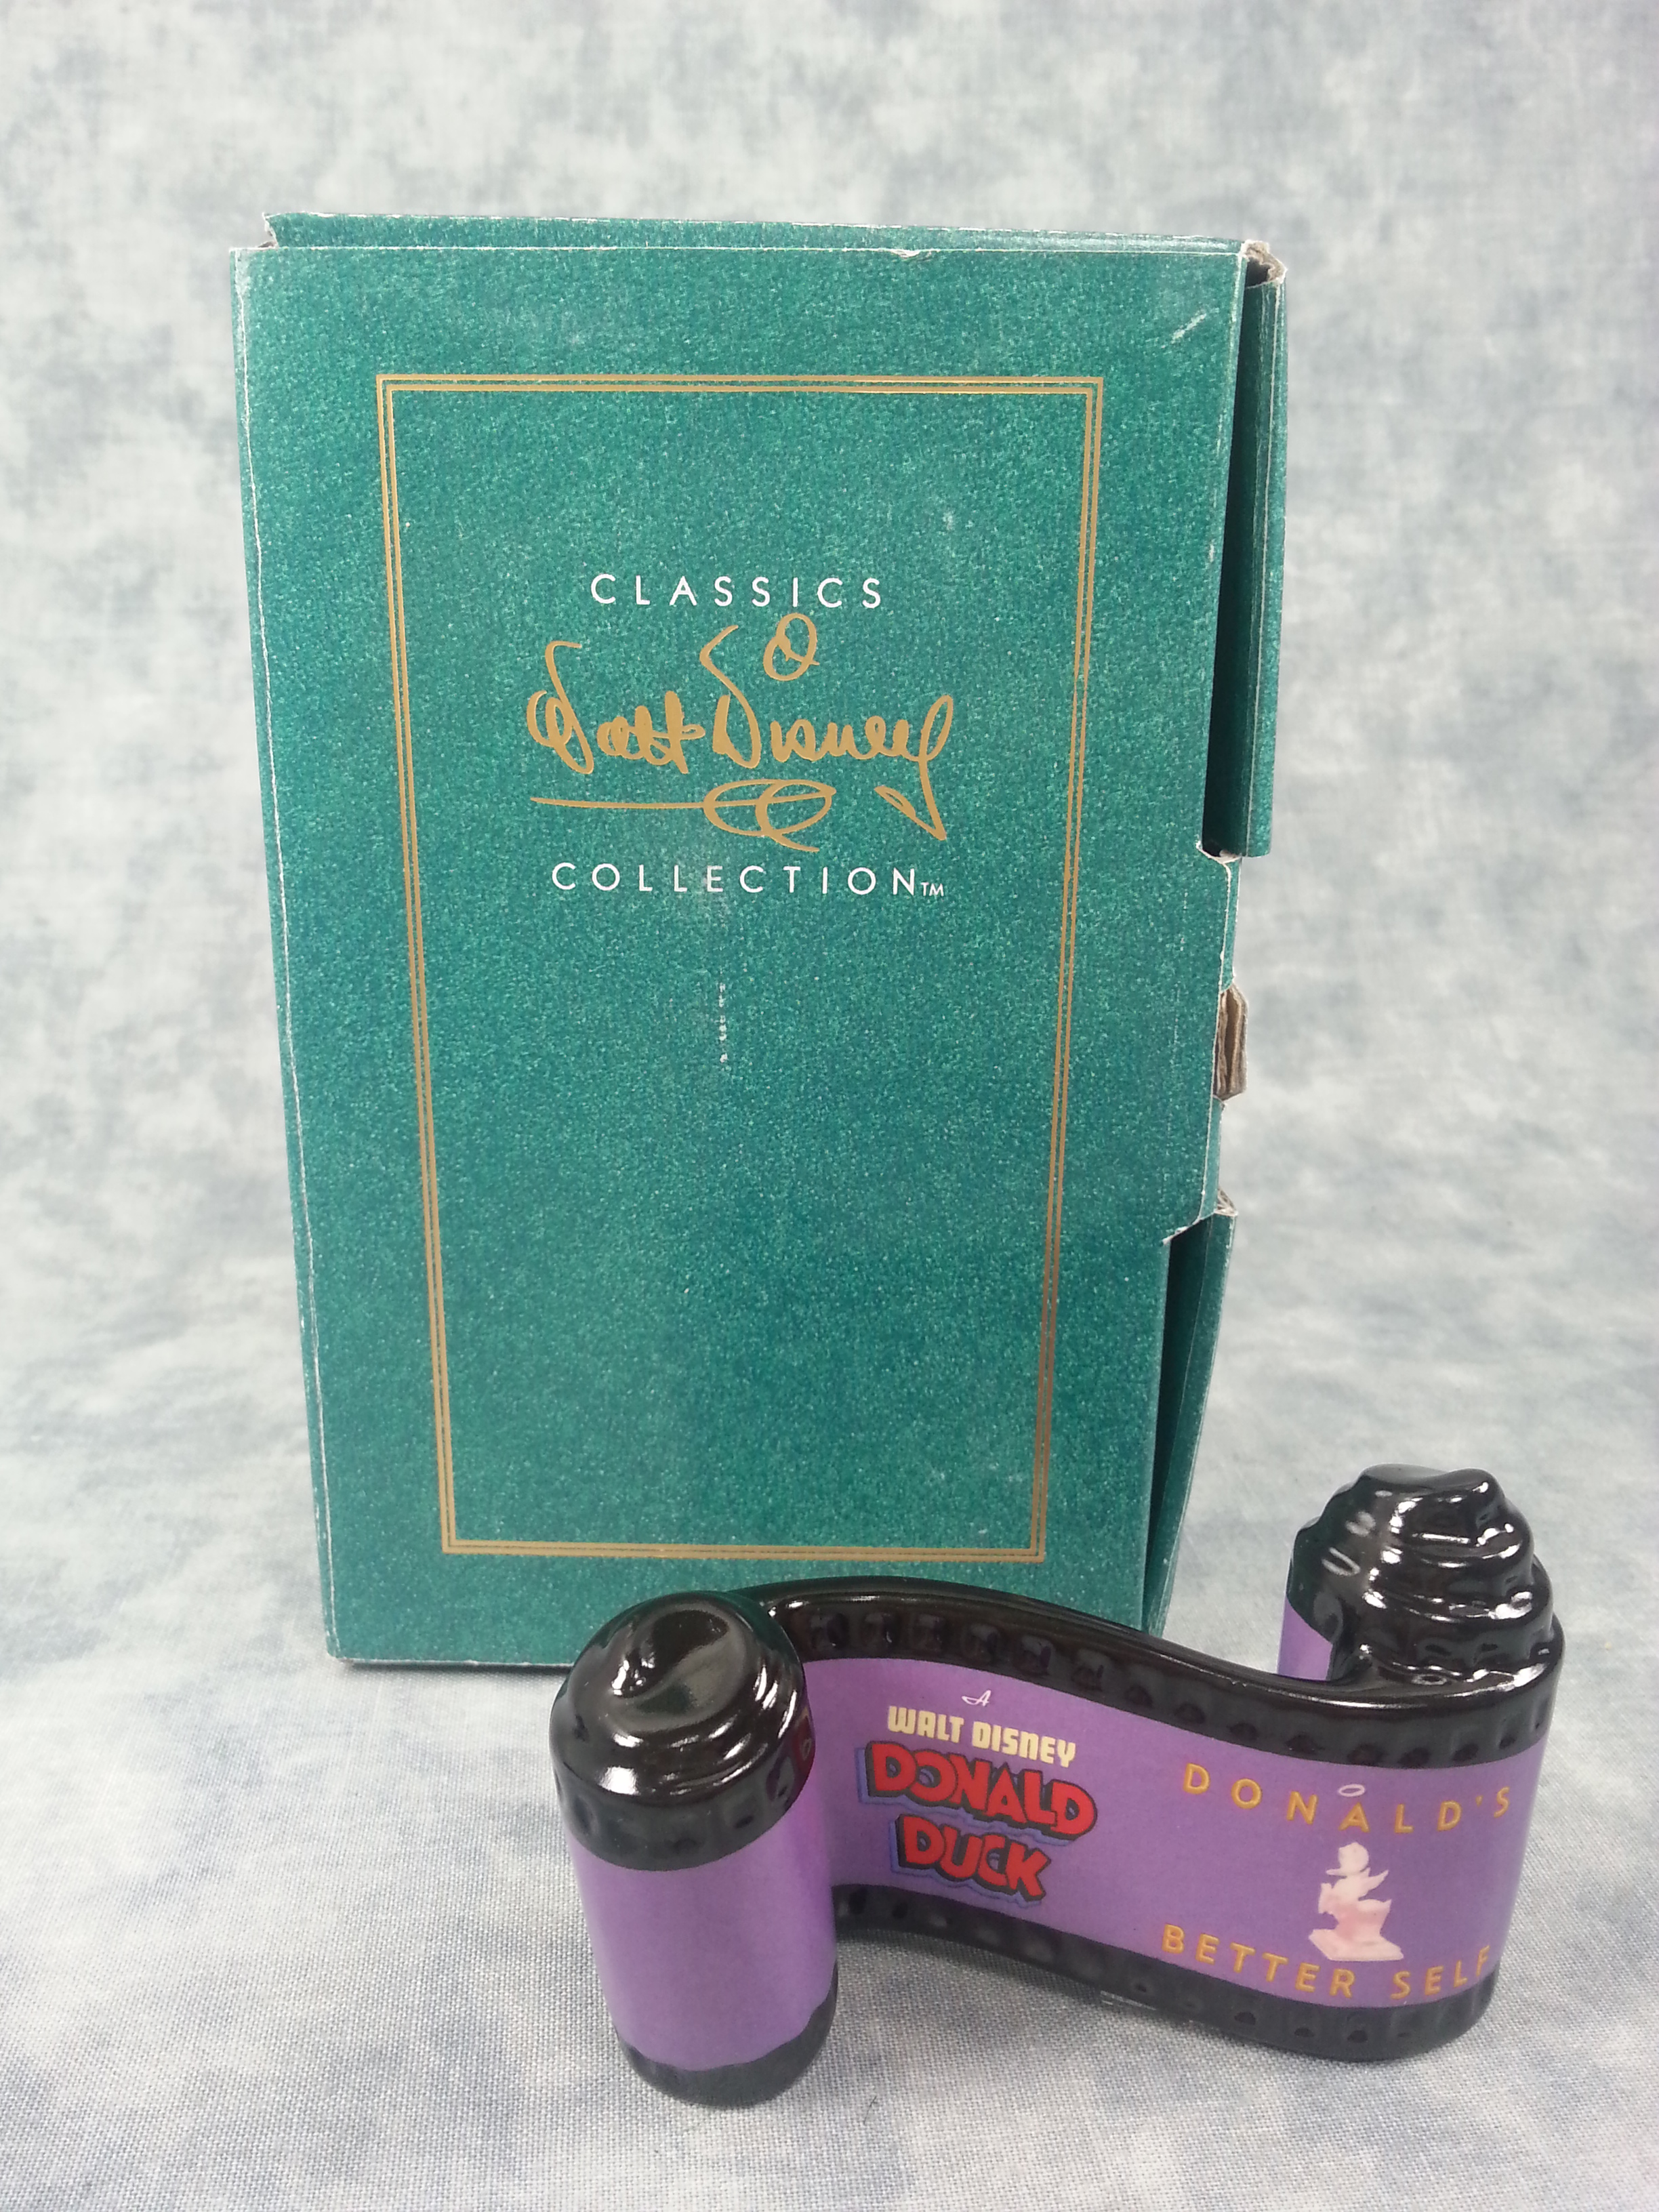 CLASSICS
Walt Disney
COLLECTION™
A
WALT DISNEY
DONALD
DUCK
DONALD'S
BETTER SELF